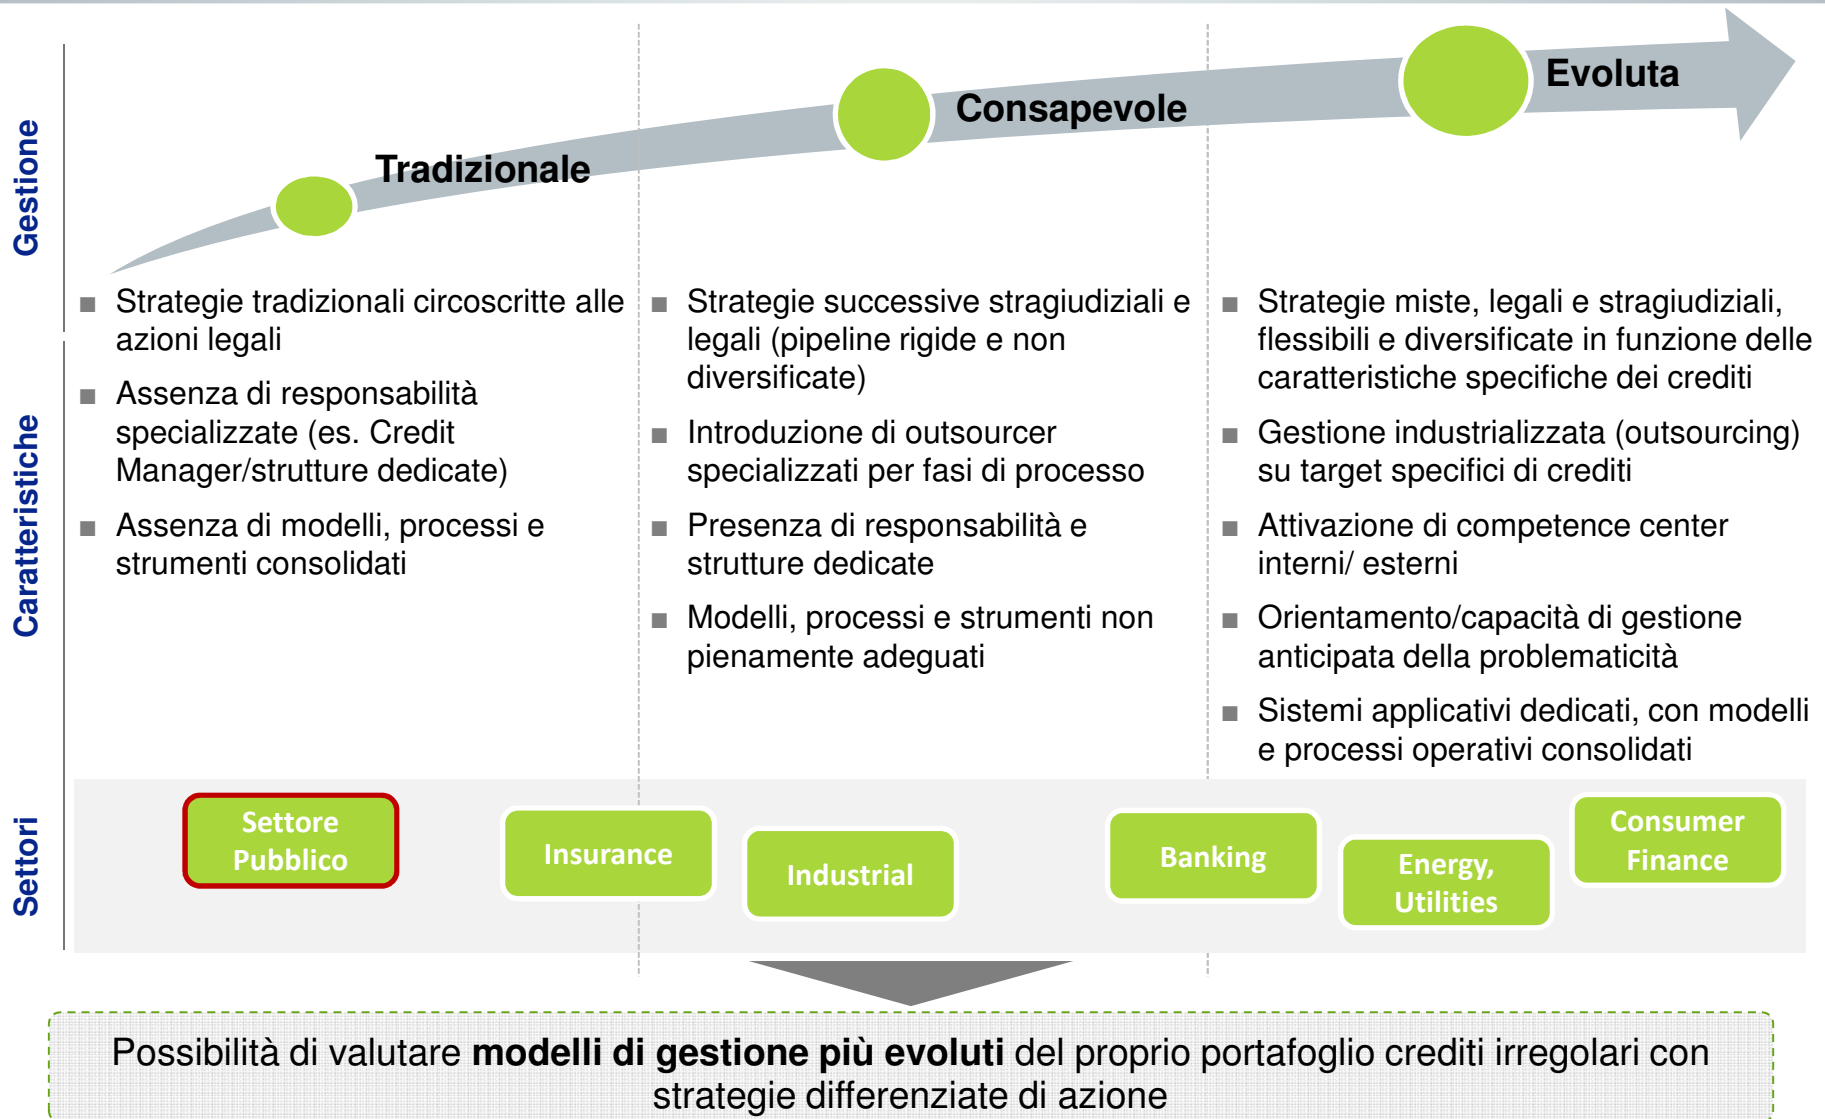 Gestione
Tradizionale
Consapevole
Evoluta
Caratteristiche
Strategie tradizionali circoscritte alle
azioni legali
Assenza di responsabilità
specializzate (es. Credit
Manager/strutture dedicate)
Assenza di modelli, processi e
strumenti consolidati
Strategie successive stragiudiziali e
legali (pipeline rigide e non
diversificate)
Introduzione di outsourcer
specializzati per fasi di processo
Presenza di responsabilità e
strutture dedicate
Modelli, processi e strumenti non
pienamente adeguati
Strategie miste, legali e stragiudiziali,
flessibili e diversificate in funzione delle
caratteristiche specifiche dei crediti
Gestione industrializzata (outsourcing)
su target specifici di crediti
Attivazione di competence center
interni/ esterni
Orientamento/capacità di gestione
anticipata della problematicità
Sistemi applicativi dedicati, con modelli
e processi operativi consolidati
Settori
Settore
Pubblico
Insurance
Industrial
Banking
Energy,
Utilities
Consumer
Finance
Possibilità di valutare modelli di gestione più evoluti del proprio portafoglio crediti irregolari con
strategie differenziate di azione